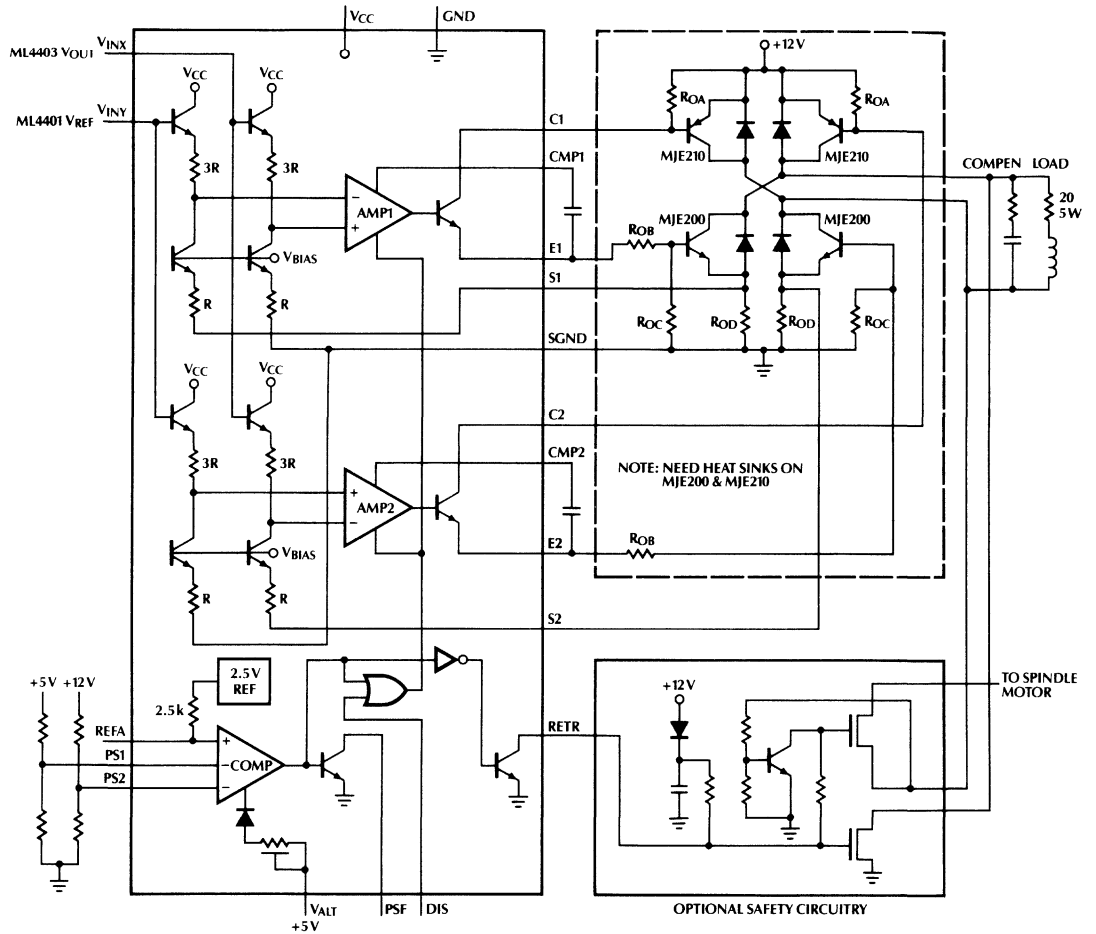 VCC
GND
ML4403 VOUT
VINX
ML4401 VREF
VINY
VCC
VCC
3R
3R
AMP1
−
+
VBIAS
R
R
C1
CMP1
E1
S1
SGND
+12V
ROA
ROA
MJE210
MJE210
MJE200
MJE200
ROB
ROC
ROD
ROD
ROC
COMPEN
LOAD
20
5W
VCC
VCC
3R
3R
AMP2
+
−
VBIAS
R
R
C2
CMP2
E2
S2
NOTE: NEED HEAT SINKS ON
MJE200 & MJE210
ROB
+5V
+12V
2.5V
REF
2.5k
REFA
PS1
PS2
+
−
−
COMP
RETR
VALT
+5V
PSF
DIS
+12V
TO SPINDLE
MOTOR
OPTIONAL SAFETY CIRCUITRY